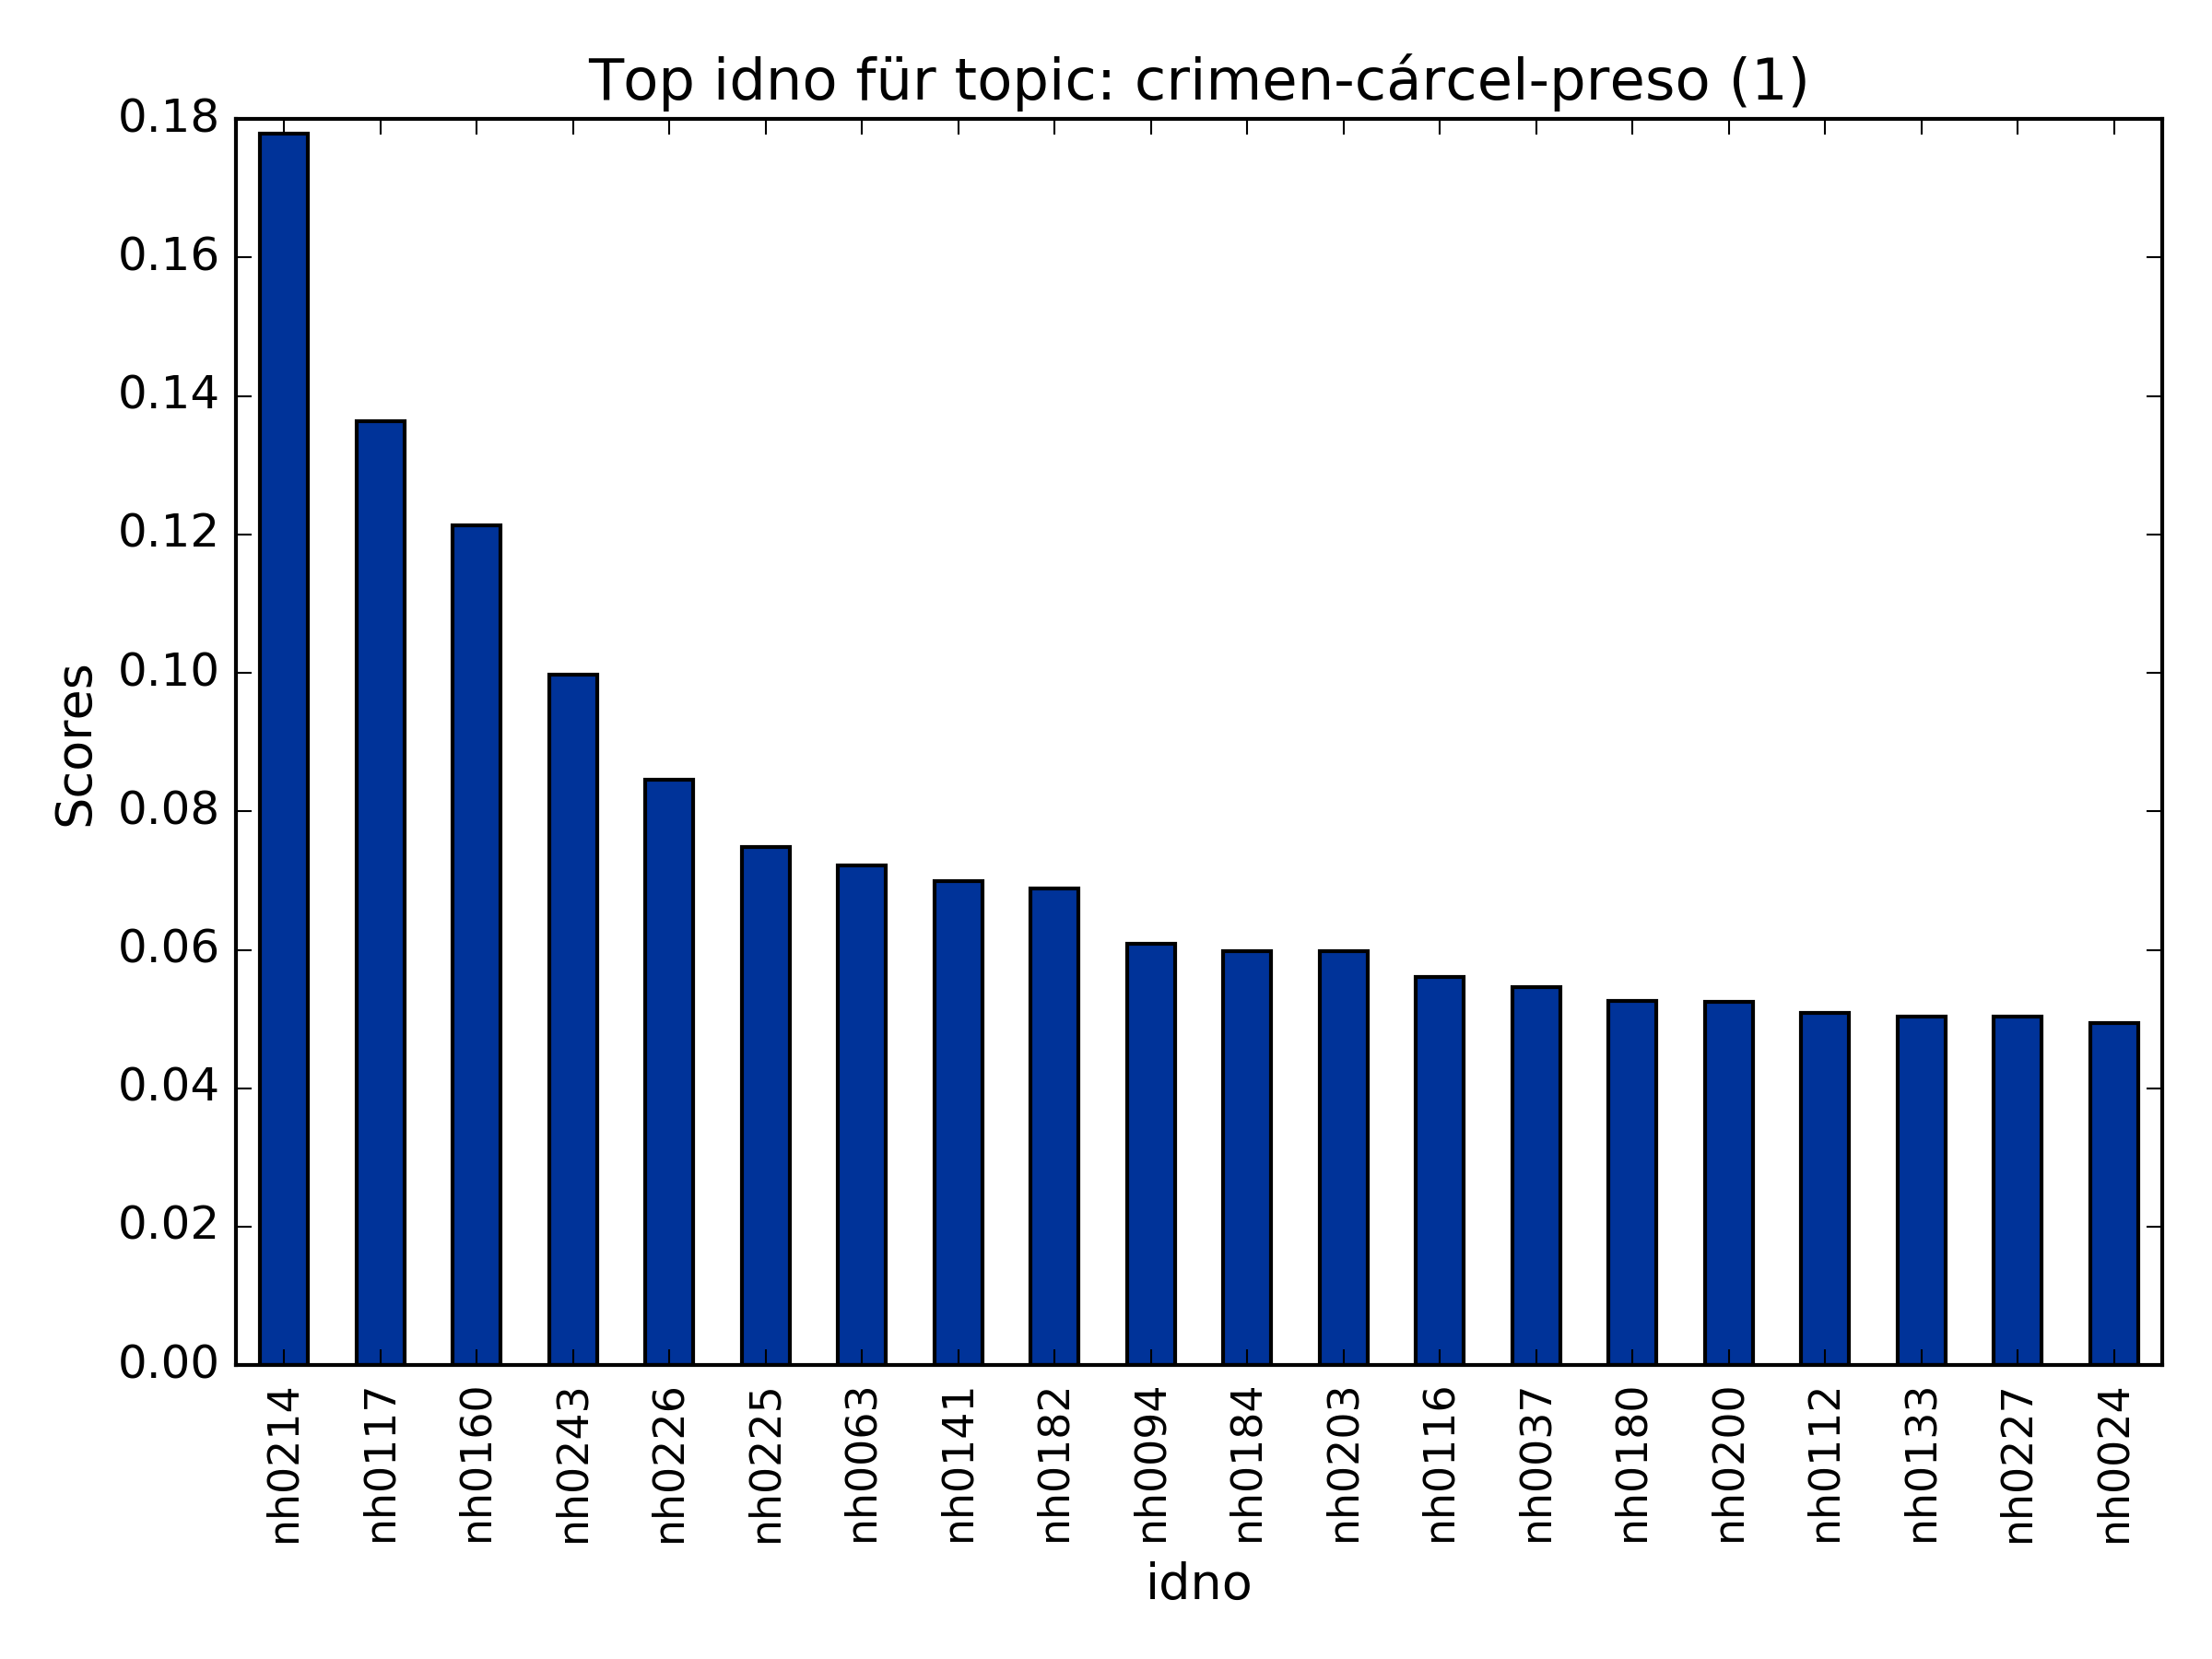 Top idno für topic: crimen-cárcel-preso (1)
Scores
0.18
0.16
0.14
0.12
0.10
0.08
0.06
0.04
0.02
0.00
nh0214
nh0117
nh0160
nh0243
nh0226
nh0225
nh0063
nh0141
nh0182
nh0094
nh0184
nh0203
nh0116
nh0037
nh0180
nh0200
nh0112
nh0133
nh0227
nh0024
idno